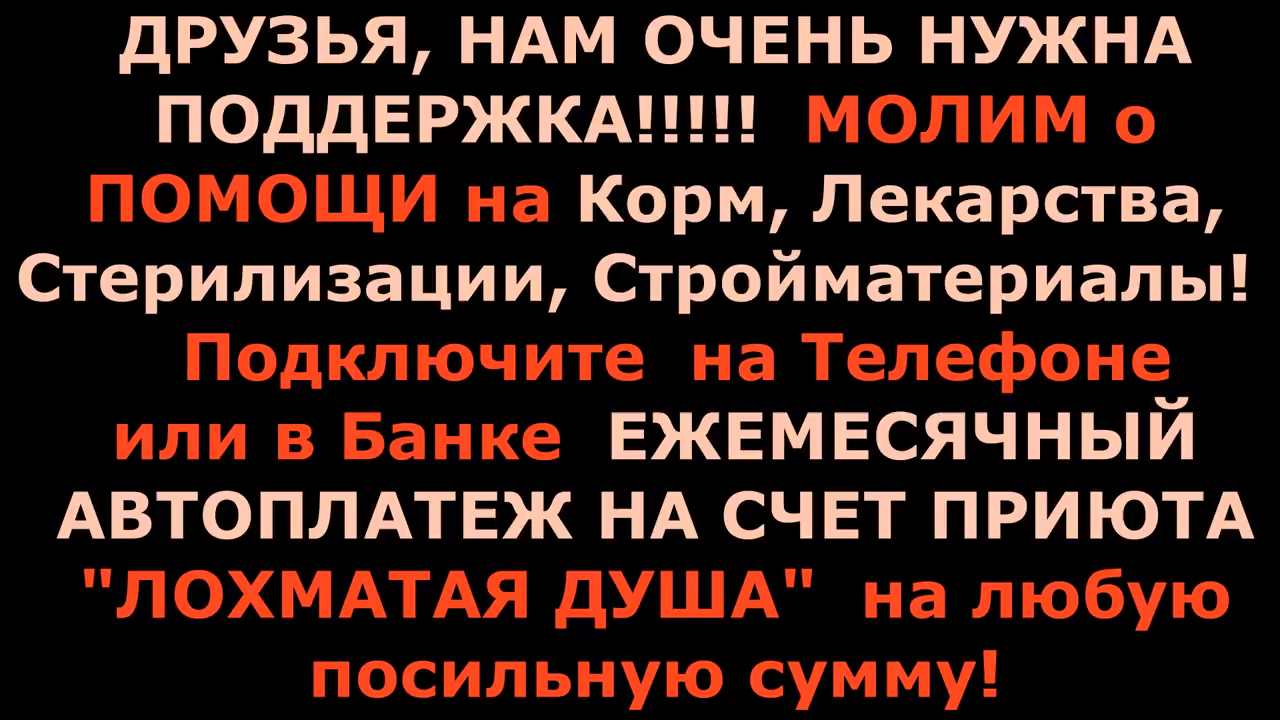 ДРУЗЬЯ, НАМ ОЧЕНЬ НУЖНА
ПОДДЕРЖКА!!!!! МОЛИМ о
ПОМОЩИ на Корм, Лекарства,
Стерилизации, Стройматериалы!
Подключите на Телефоне
или в Банке ЕЖЕМЕСЯЧНЫЙ
АВТОПЛАТЕЖ НА СЧЕТ ПРИЮТА
"ЛОХМАТАЯ ДУША" на любую
посильную сумму!